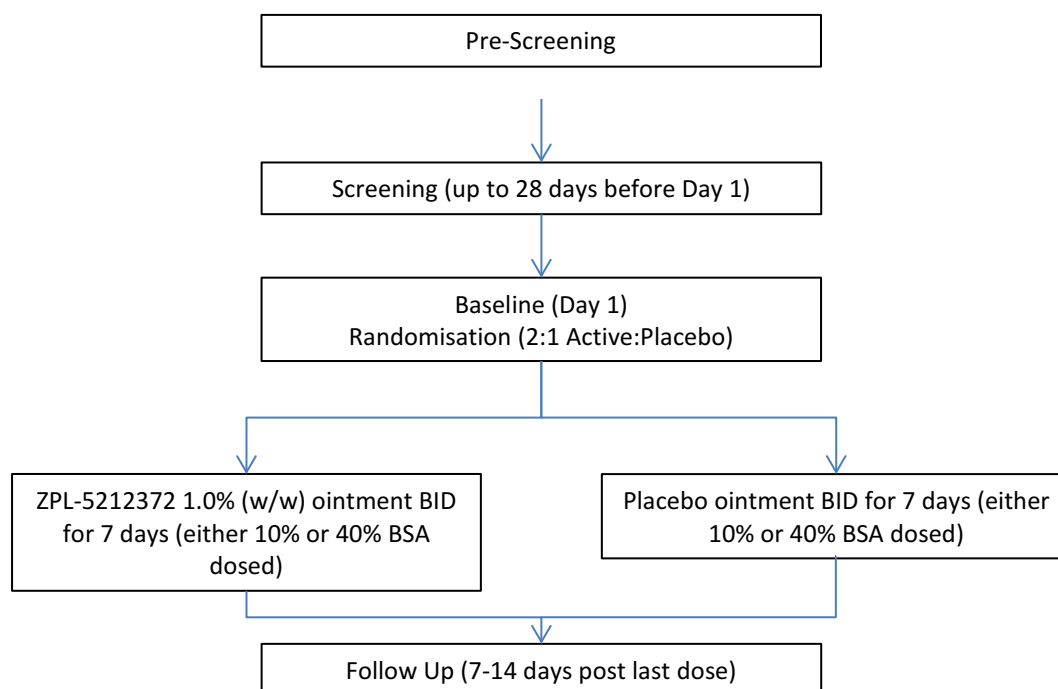 Pre-Screening
Screening (up to 28 days before Day 1)
Baseline (Day 1)
Randomisation (2:1 Active:Placebo)
ZPL-5212372 1.0% (w/w) ointment BID
for 7 days (either 10% or 40% BSA
dosed)
Placebo ointment BID for 7 days (either
10% or 40% BSA dosed)
Follow Up (7-14 days post last dose)